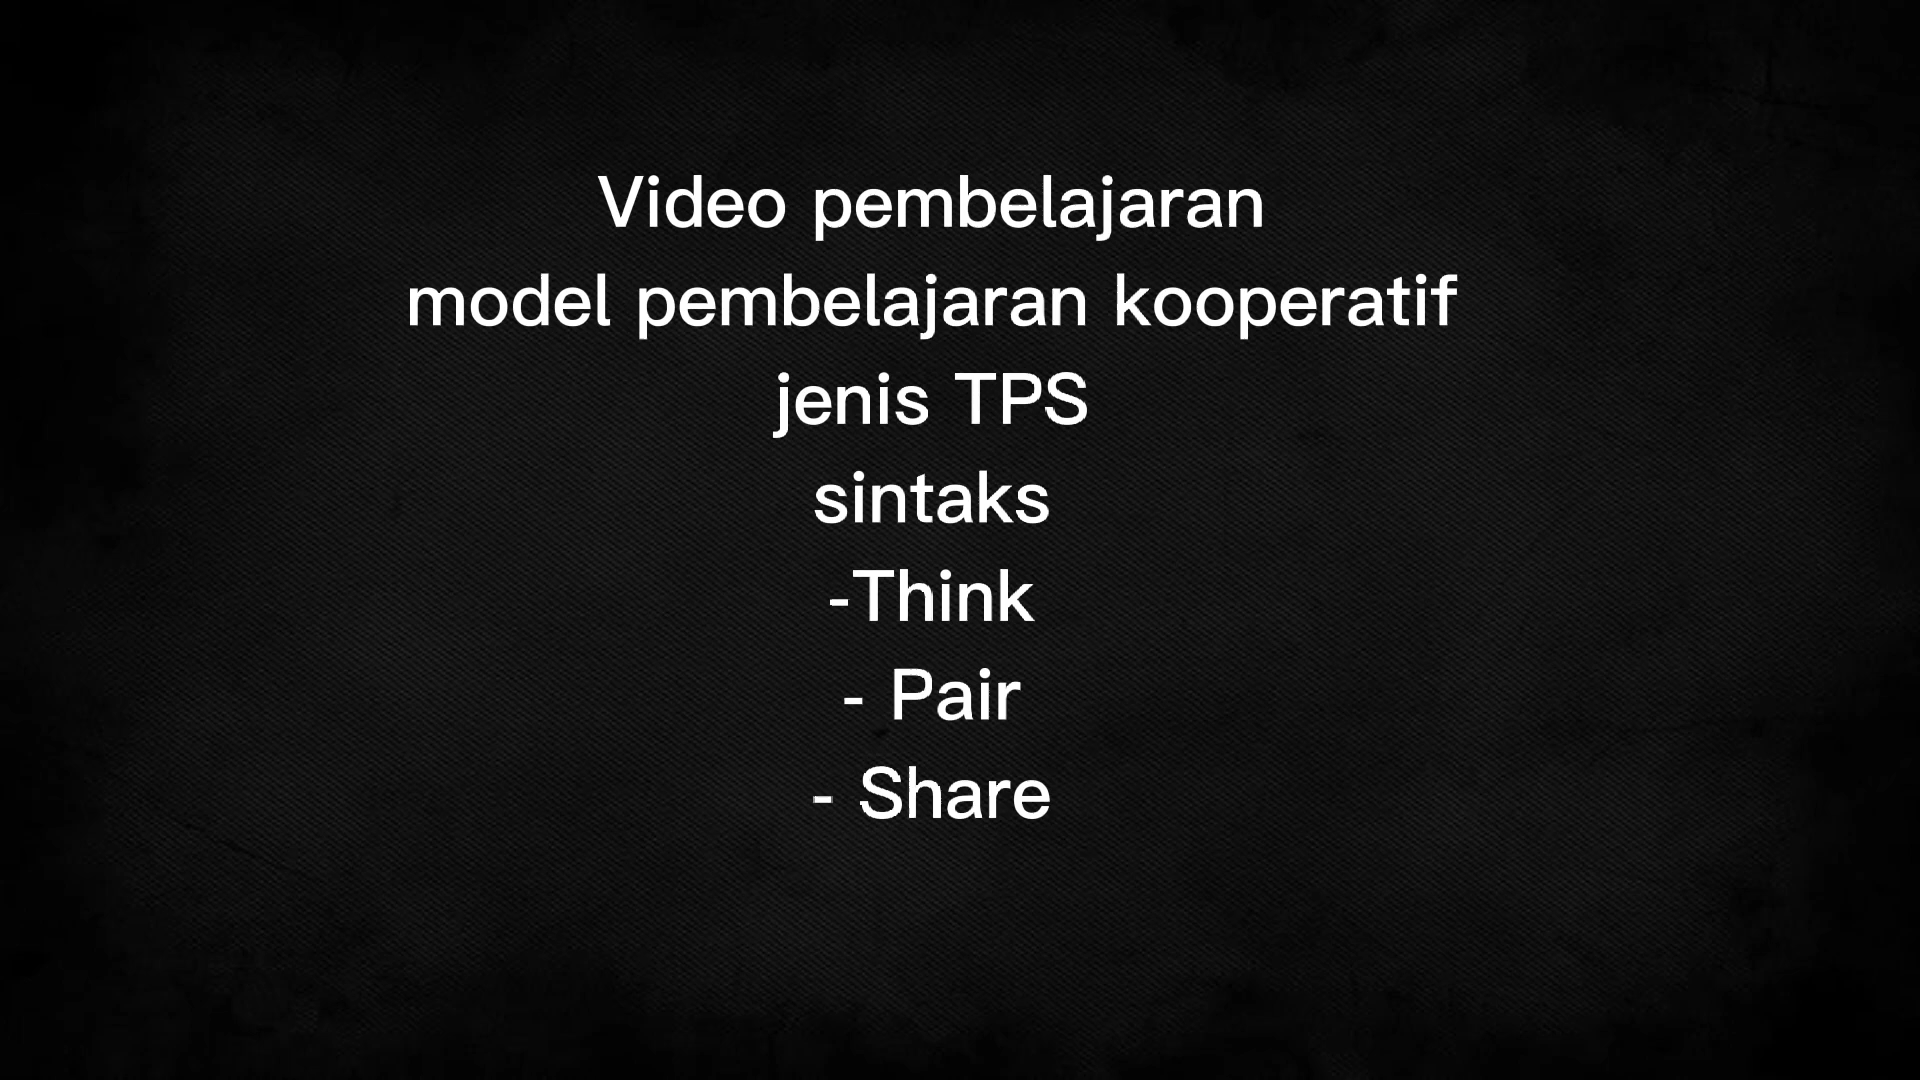 Video pembelajaran
model pembelajaran kooperatif
jenis TPS
sintaks
-Think
- Pair
- Share